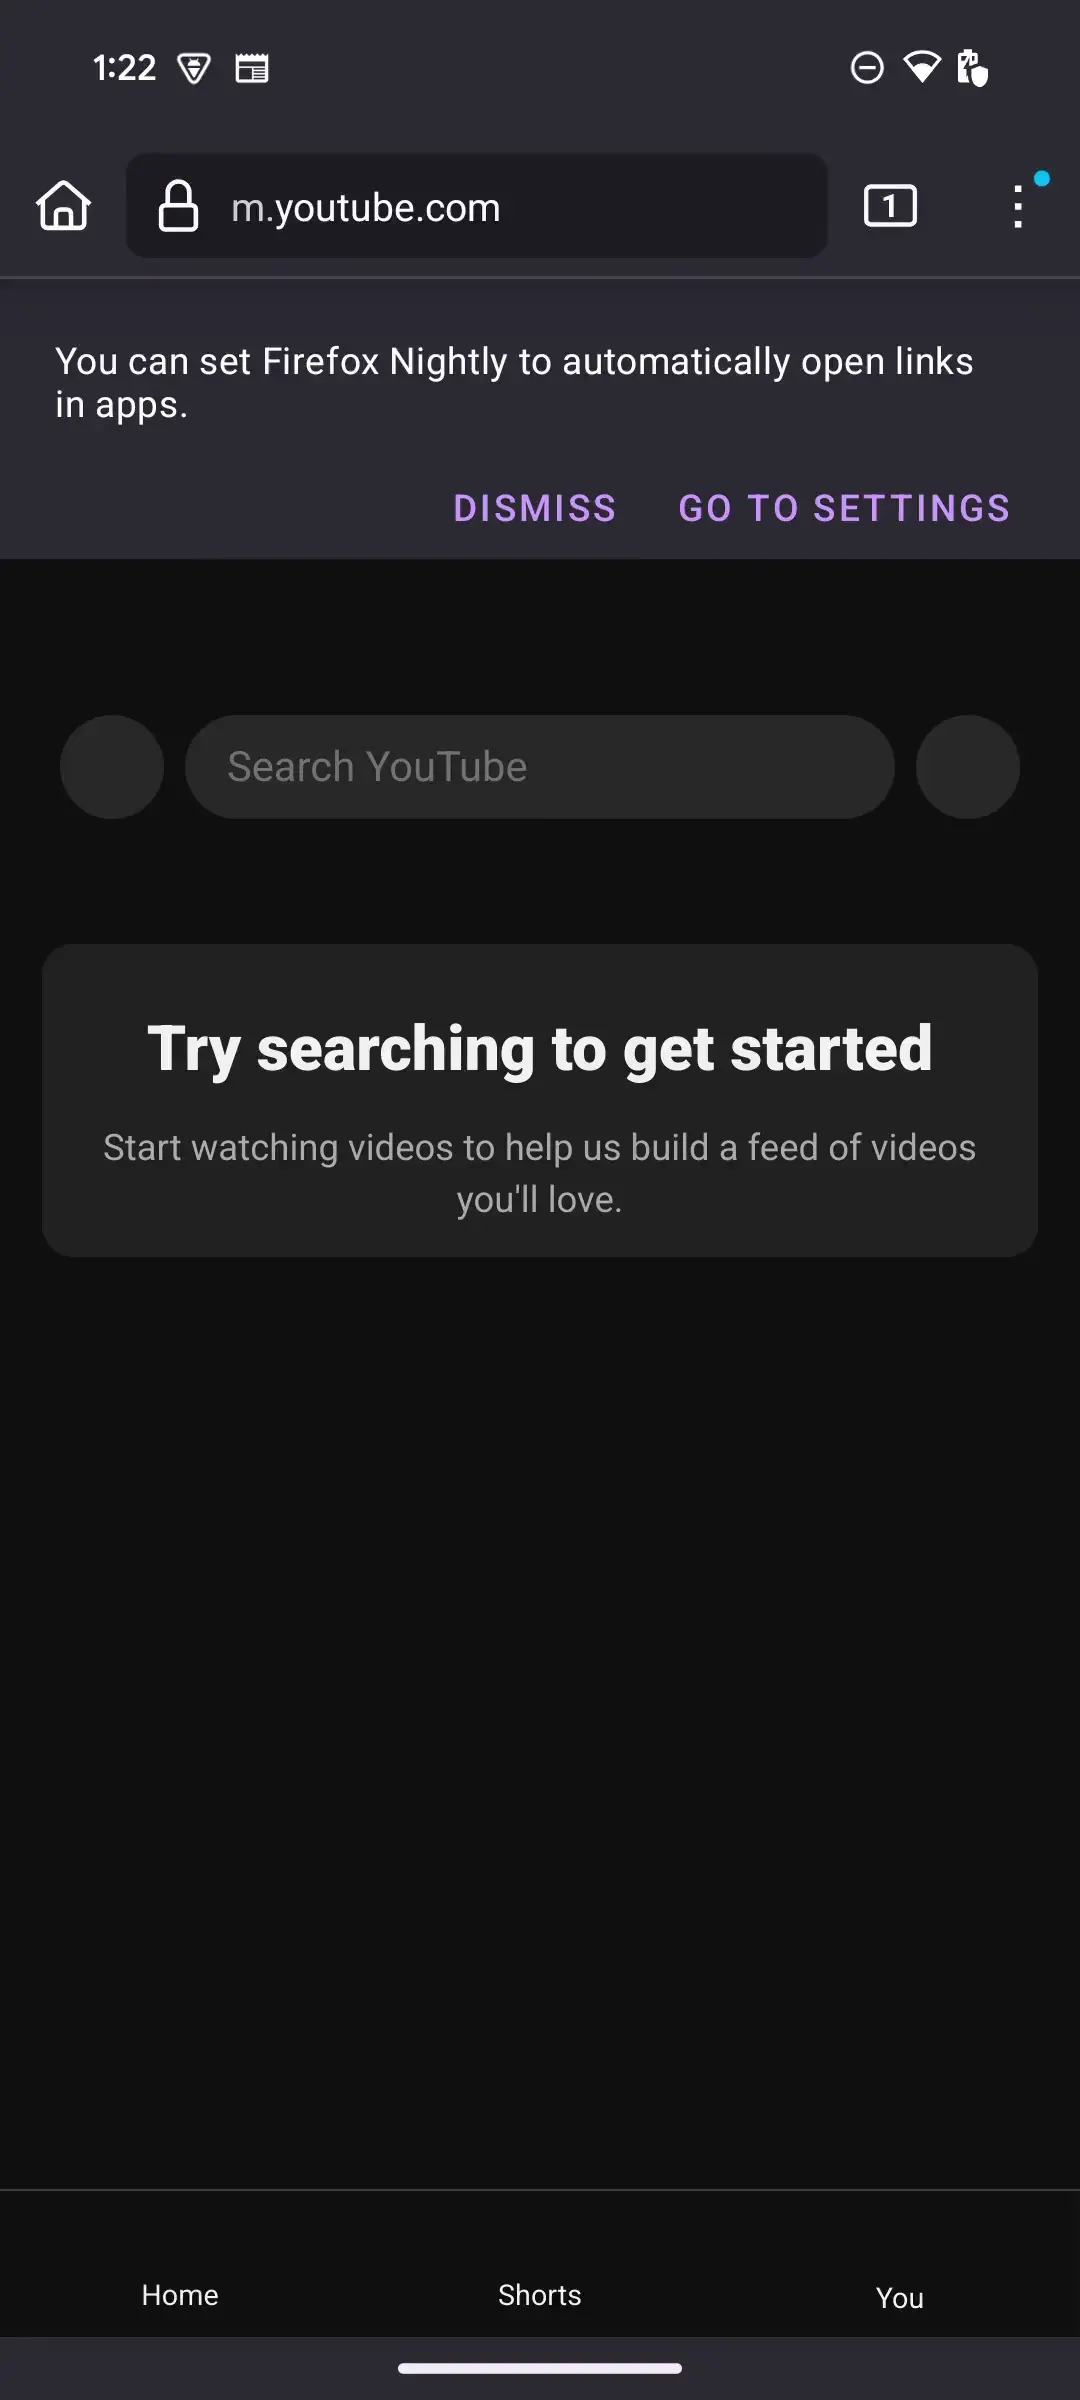 1:22
m.youtube.com
1
You can set Firefox Nightly to automatically open links
in apps.
DISMISS GO TO SETTINGS
Search YouTube
Try searching to get started
Start watching videos to help us build a feed of videos
you'll love.
Home Shorts You